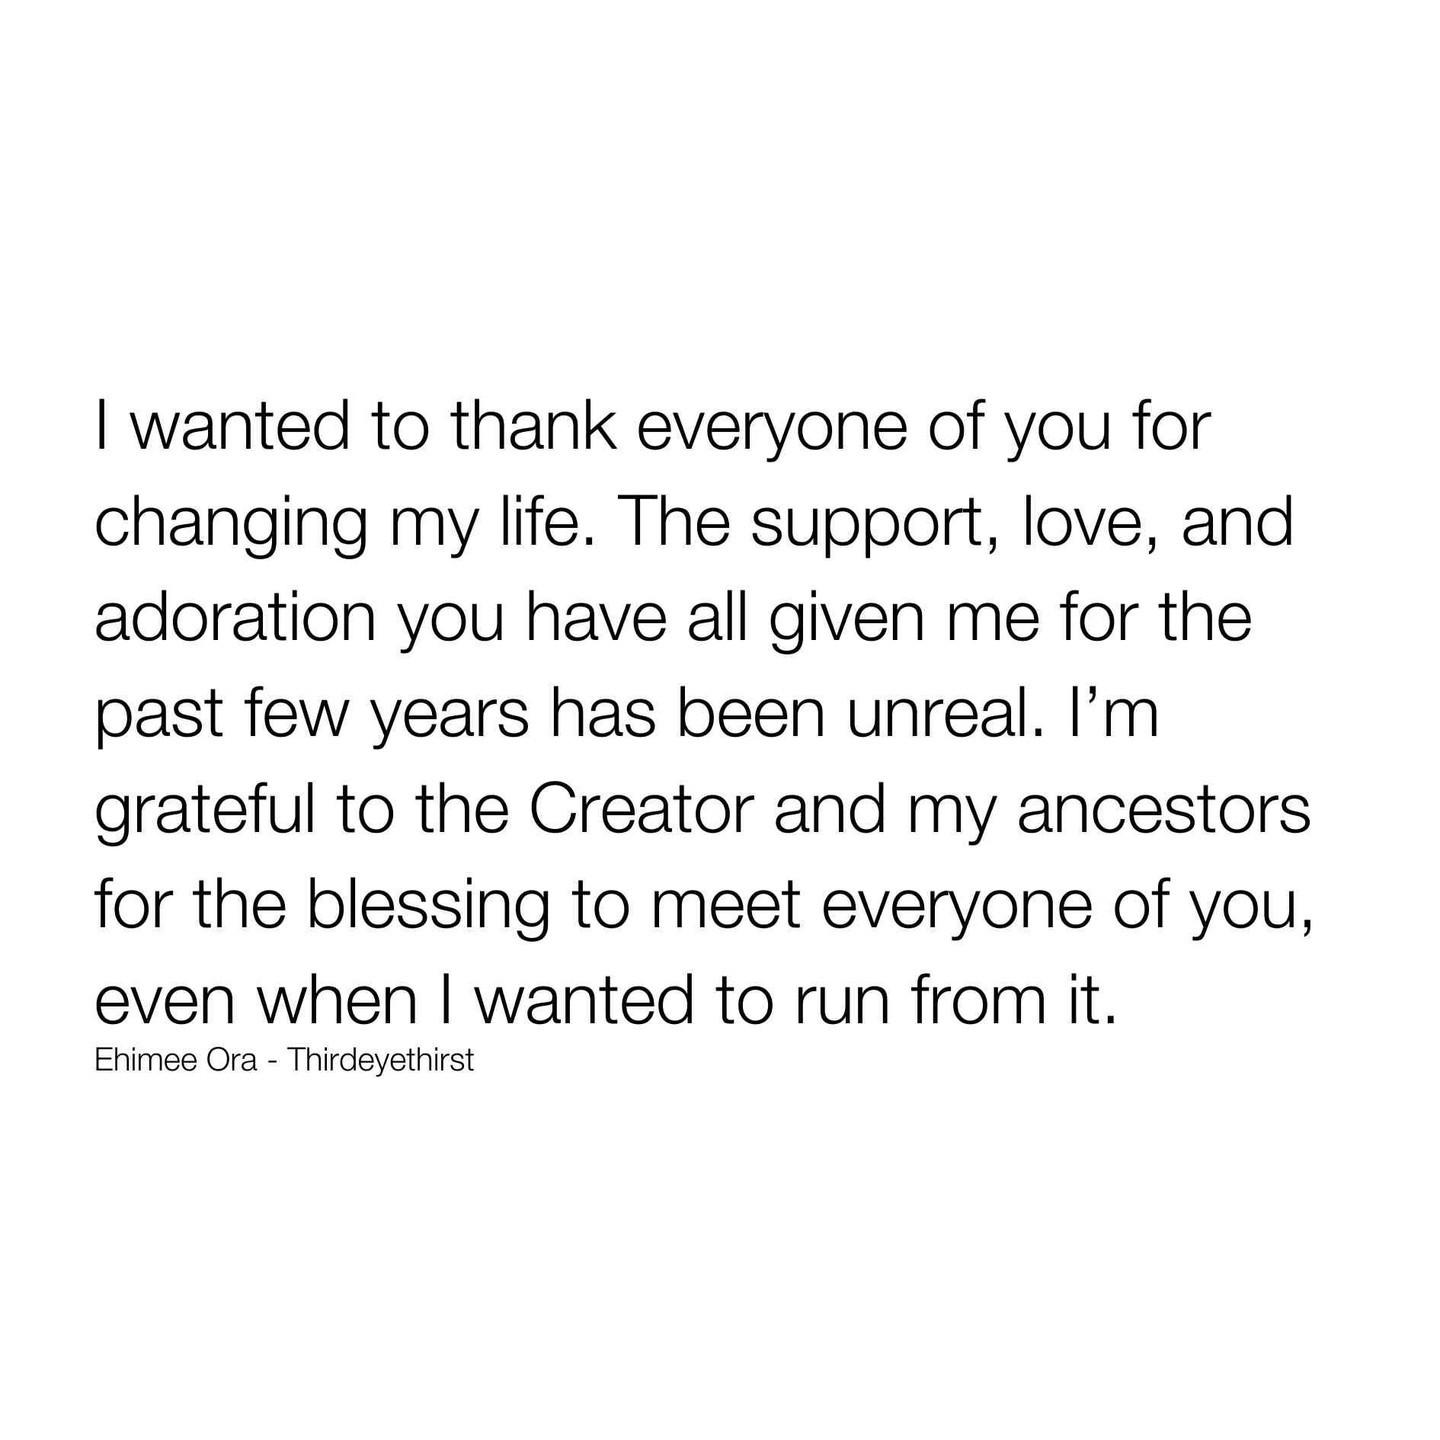 I wanted to thank everyone of you for
changing my life. The support, love, and
adoration you have all given me for the
past few years has been unreal. I’m
grateful to the Creator and my ancestors
for the blessing to meet everyone of you,
even when I wanted to run from it.
Ehimee Ora - Thirdeyethirst